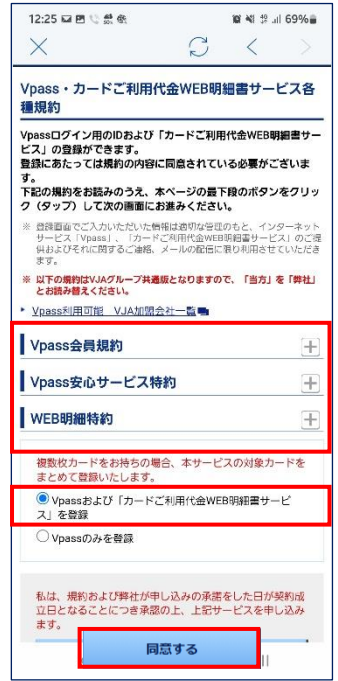 12:25
69%
Vpass・カードご利用代金WEB明細書サービス各
種規約
Vpassログイン用のIDおよび「カードご利用代金WEB明細書サー
ビス」の登録ができます。
登録にあたっては規約の内容に同意されている必要がございま
す。
下記の規約をお読みのうえ、本ページの最下段のボタンをクリッ
ク（タップ）して次の画面にお進みください。
※ 登録画面でご入力いただいた情報は適切な管理のもと、インターネット
サービス「Vpass」、「カードご利用代金WEB明細書サービス」のご提
供およびそれに関するご連絡、メールの配信に限り利用させていただき
ます。
※ 以下の規約はVJAグループ共通版となりますので、「当方」を「弊社」
とお読み替えください。
Vpass利用可能 VJA加盟会社一覧
Vpass会員規約
Vpass安心サービス特約
WEB明細特約
複数枚カードをお持ちの場合、本サービスの対象カードを
まとめて登録いたします。
Vpassおよび「カードご利用代金WEB明細書サービ
ス」を登録
Vpassのみを登録
私は、規約および弊社が申し込みの承諾をした日が契約成
立日となることにつき承認の上、上記サービスを申し込み
ます。
同意する